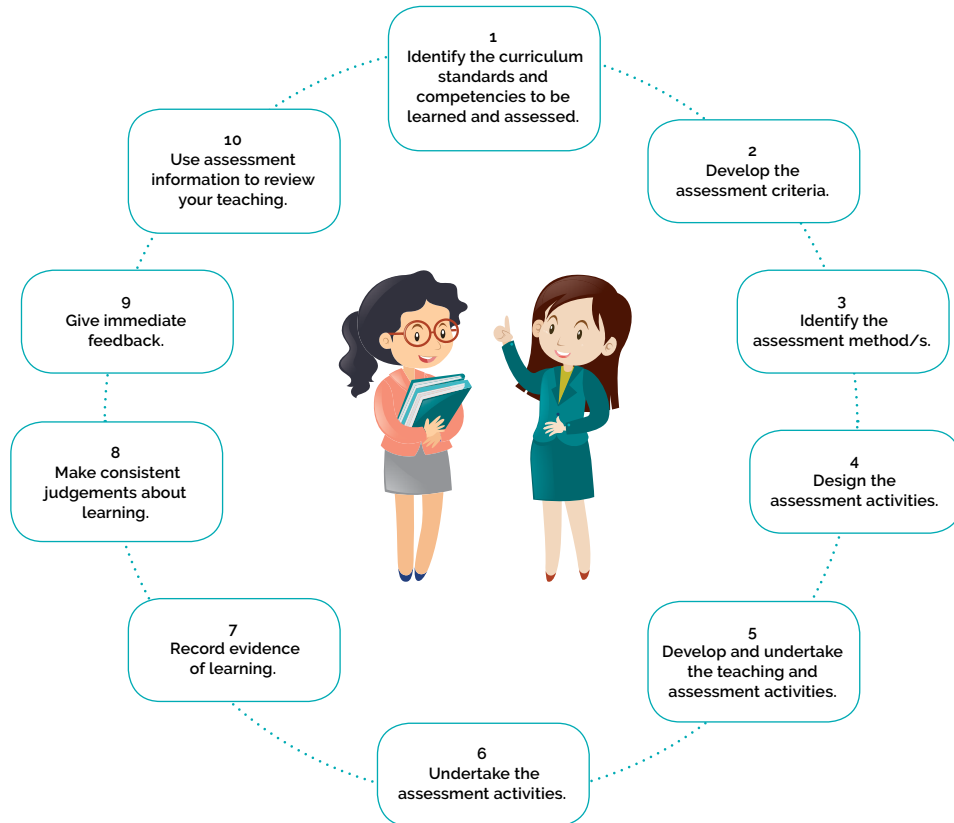 1
Identify the curriculum
standards and
competencies to be
learned and assessed.
2
Develop the
assessment criteria.
3
Identify the
assessment method/s.
4
Design the
assessment activities.
5
Develop and undertake
the teaching and
assessment activities.
6
Undertake the
assessment activities.
7
Record evidence
of learning.
8
Make consistent
judgements about
learning.
9
Give immediate
feedback.
10
Use assessment
information to review
your teaching.